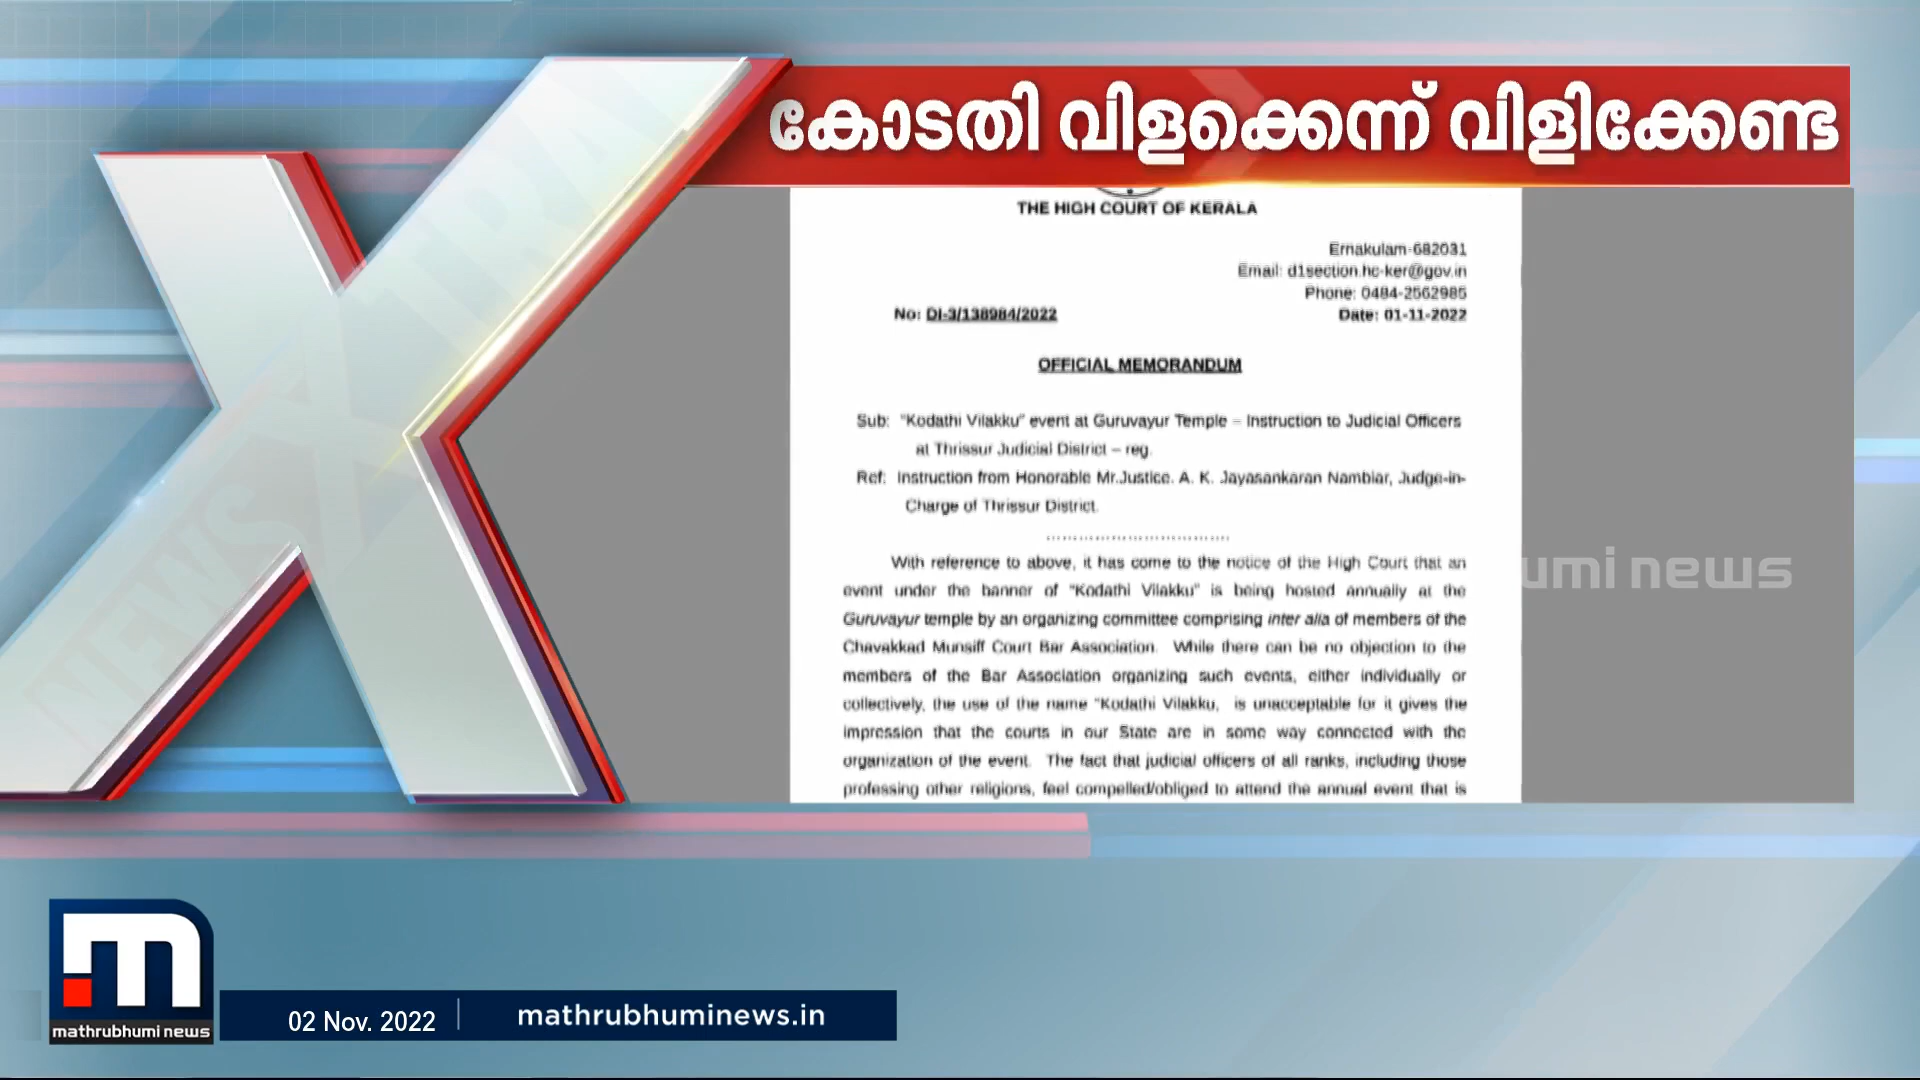 കോടതി വിളക്കെന്ന് വിളിക്കേണ്ട
THE HIGH COURT OF KERALA
Ernakulam-682031
Email: d1section.hc-ker@gov.in
Phone: 0484-2562985
No: DI-3/138984/2022 Date: 01-11-2022
OFFICIAL MEMORANDUM
Sub: "Kodathi Vilakku" event at Guruvayur Temple – Instruction to Judicial Officers
at Thrissur Judicial District – reg.
Ref: Instruction from Honorable Mr.Justice. A. K. Jayasankaran Nambiar, Judge-in-
Charge of Thrissur District.
With reference to above, it has come to the notice of the High Court that an
event under the banner of "Kodathi Vilakku" is being hosted annually at the
Guruvayur temple by an organizing committee comprising inter alia of members of the
Chavakkad Munsiff Court Bar Association. While there can be no objection to the
members of the Bar Association organizing such events, either individually or
collectively, the use of the name "Kodathi Vilakku, is unacceptable for it gives the
impression that the courts in our State are in some way connected with the
organization of the event. The fact that judicial officers of all ranks, including those
professing other religions, feel compelled/obliged to attend the annual event that is
umi news
NEWS XTRA
mathrubhumi news
02 Nov. 2022
mathrubhuminews.in